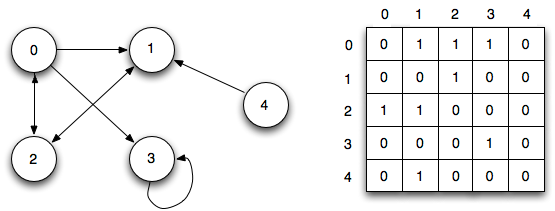 0 1 2 3 4
0 0 1 1 1 0
1 0 0 1 0 0
2 1 1 0 0 0
3 0 0 0 1 0
4 0 1 0 0 0
0 1
4
2 3